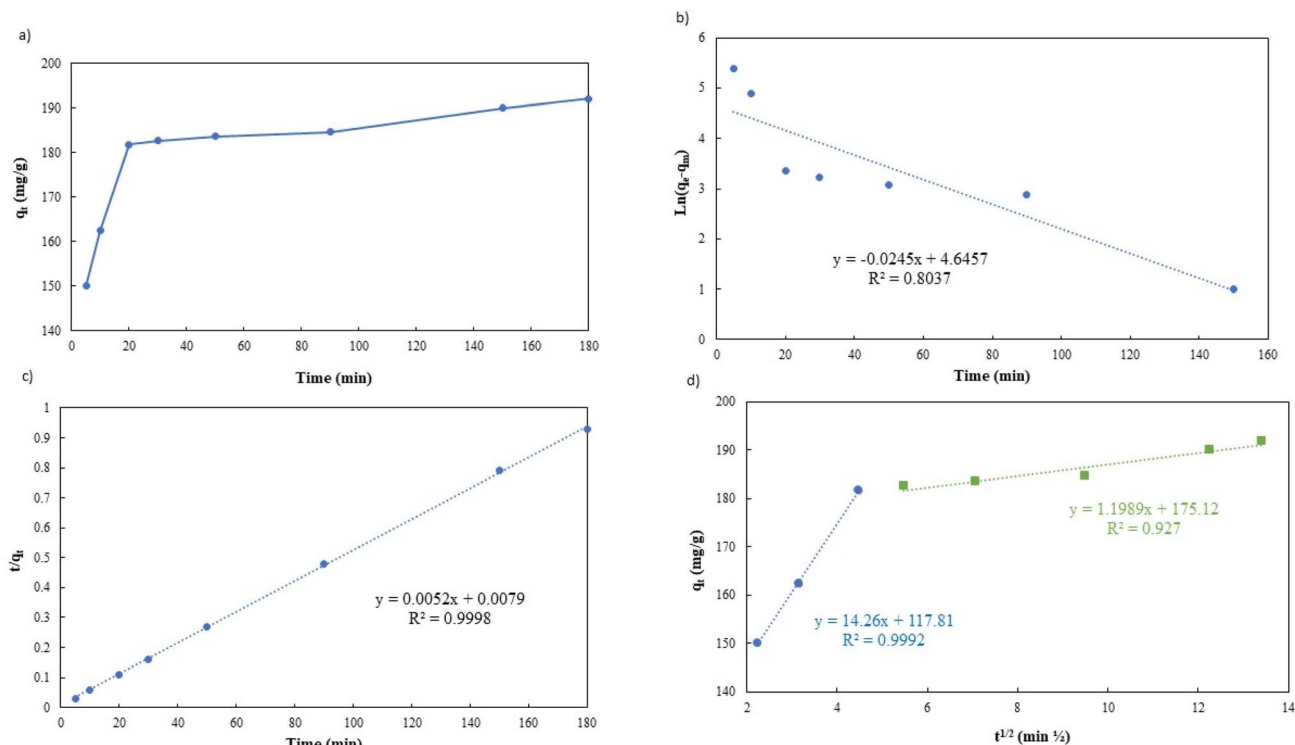 a)
200
190
180
170
160
150
140
qt (mg/g)
0 20 40 60 80 100 120 140 160 180
Time (min)
b)
6
5
4
3
2
1
0
Ln(qe-qm)
y = -0.0245x + 4.6457
R² = 0.8037
0 20 40 60 80 100 120 140 160
Time (min)
c)
1
0.9
0.8
0.7
0.6
0.5
0.4
0.3
0.2
0.1
0
t/qt
y = 0.0052x + 0.0079
R² = 0.9998
0 20 40 60 80 100 120 140 160 180
Time (min)
d)
200
190
180
170
160
150
140
qt (mg/g)
y = 1.1989x + 175.12
R² = 0.927
y = 14.26x + 117.81
R² = 0.9992
2 4 6 8 10 12 14
t1/2 (min ½)